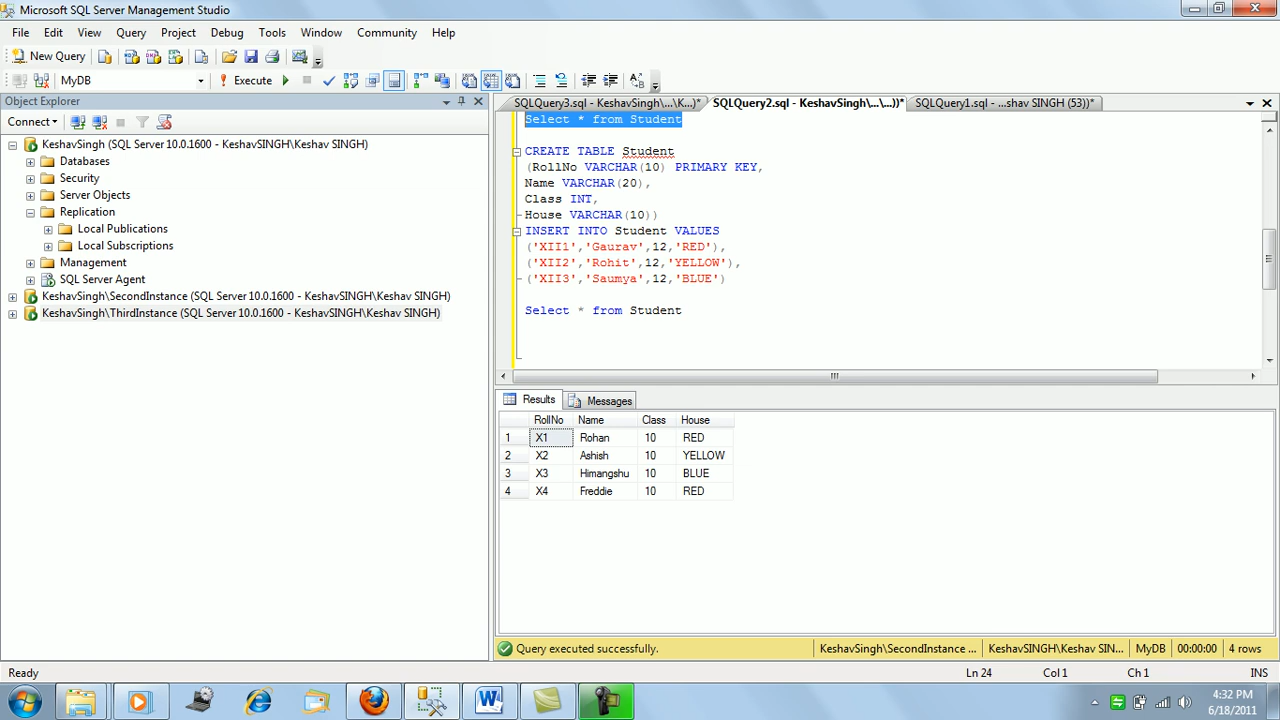 Microsoft SQL Server Management Studio
File Edit View Query Project Debug Tools Window Community Help
New Query
MyDB Execute
Object Explorer
Connect
KeshavSingh (SQL Server 10.0.1600 - KeshavSINGH\Keshav SINGH)
Databases
Security
Server Objects
Replication
Local Publications
Local Subscriptions
Management
SQL Server Agent
KeshavSingh\SecondInstance (SQL Server 10.0.1600 - KeshavSINGH\Keshav SINGH)
KeshavSingh\ThirdInstance (SQL Server 10.0.1600 - KeshavSINGH\Keshav SINGH)
SQLQuery3.sql - KeshavSingh\...\K...)* SQLQuery2.sql - KeshavSingh\...\...))* SQLQuery1.sql - ...shav SINGH (53))*
Select * from Student
CREATE TABLE Student
(RollNo VARCHAR(10) PRIMARY KEY,
Name VARCHAR(20),
Class INT,
House VARCHAR(10))
INSERT INTO Student VALUES
('XII1','Gaurav',12,'RED'),
('XII2','Rohit',12,'YELLOW'),
('XII3','Saumya',12,'BLUE')
Select * from Student
Results Messages
RollNo Name Class House
1 X1 Rohan 10 RED
2 X2 Ashish 10 YELLOW
3 X3 Himangshu 10 BLUE
4 X4 Freddie 10 RED
Query executed successfully. KeshavSingh\SecondInstance ... KeshavSINGH\Keshav SIN... MyDB 00:00:00 4 rows
Ready Ln 24 Col 1 Ch 1 INS
4:32 PM
6/18/2011